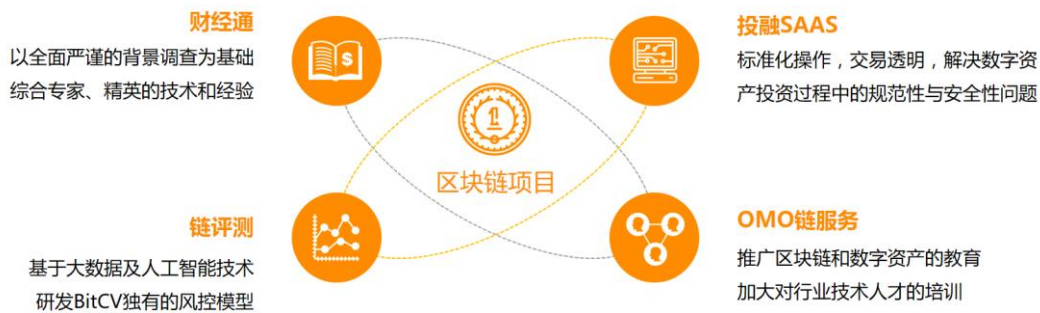 财经通
以全面严谨的背景调查为基础
综合专家、精英的技术和经验
$
投融SAAS
标准化操作，交易透明，解决数字资
产投资过程中的规范性与安全性问题
1
区块链项目
链评测
基于大数据及人工智能技术
研发BitCV独有的风控模型
OMO链服务
推广区块链和数字资产的教育
加大对行业技术人才的培训